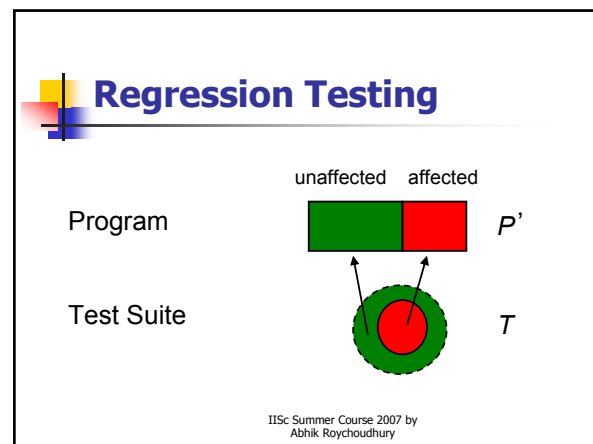 Regression Testing
unaffected affected
Program P’
Test Suite T
IISc Summer Course 2007 by
Abhik Roychoudhury